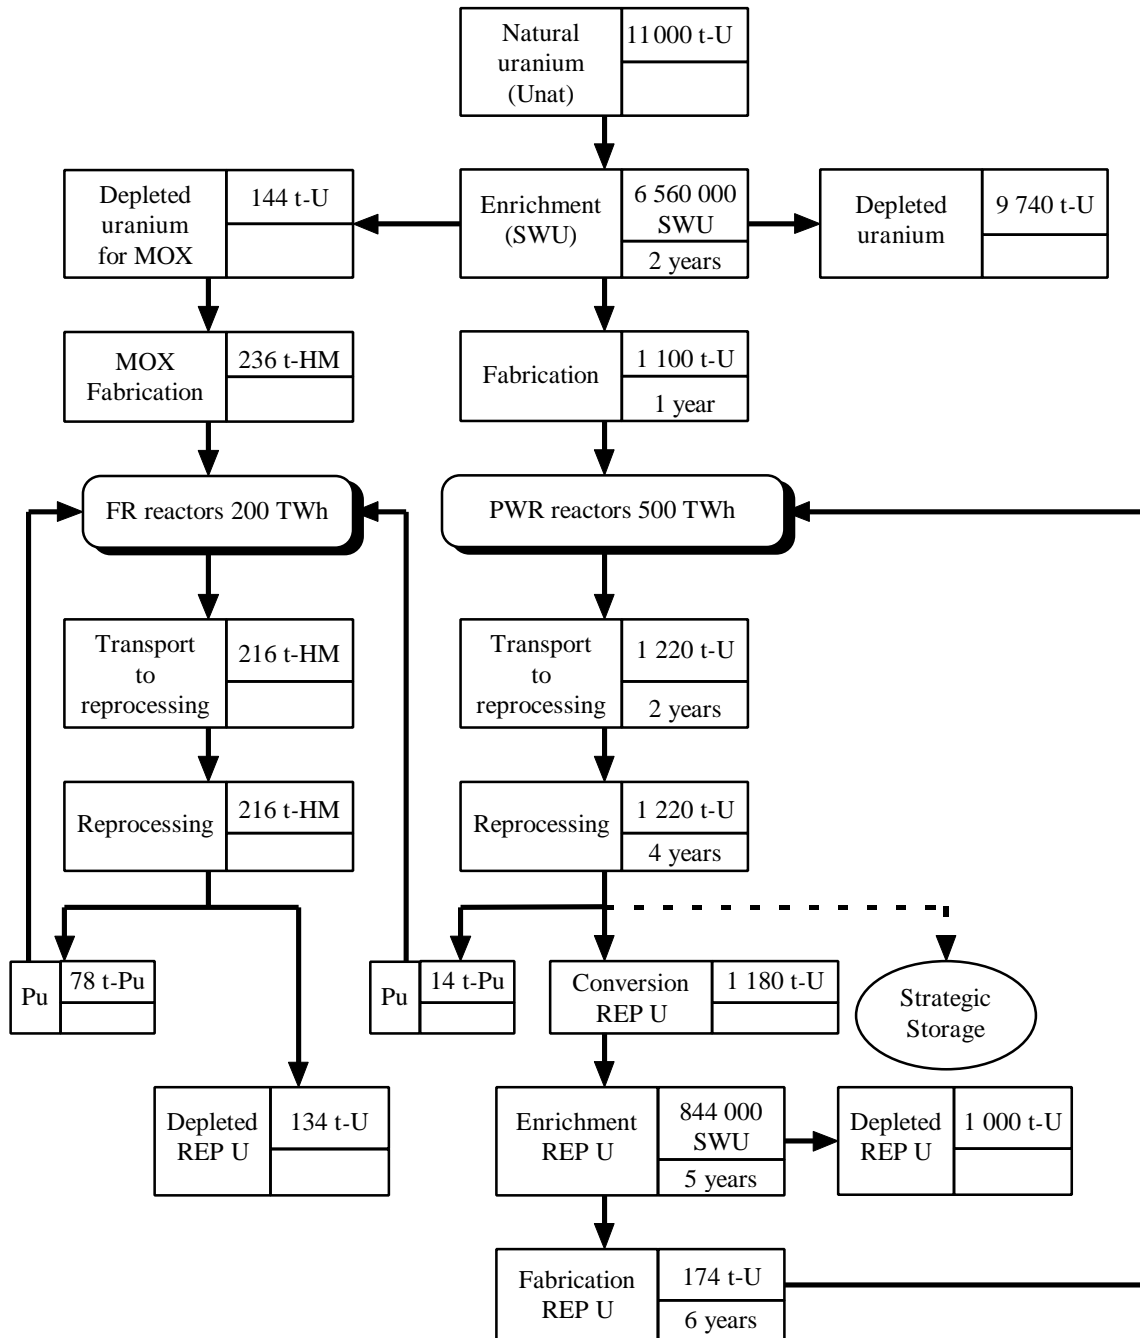 Natural
uranium
(Unat)
11 000 t-U
Depleted
uranium
for MOX
144 t-U
Enrichment
(SWU)
6 560 000
SWU
2 years
Depleted
uranium
9 740 t-U
MOX
Fabrication
236 t-HM
Fabrication
1 100 t-U
1 year
FR reactors 200 TWh
PWR reactors 500 TWh
Transport
to
reprocessing
216 t-HM
Transport
to
reprocessing
1 220 t-U
2 years
Reprocessing
216 t-HM
Reprocessing
1 220 t-U
4 years
Pu
78 t-Pu
Pu
14 t-Pu
Conversion
REP U
1 180 t-U
Strategic
Storage
Depleted
REP U
134 t-U
Enrichment
REP U
844 000
SWU
5 years
Depleted
REP U
1 000 t-U
Fabrication
REP U
174 t-U
6 years